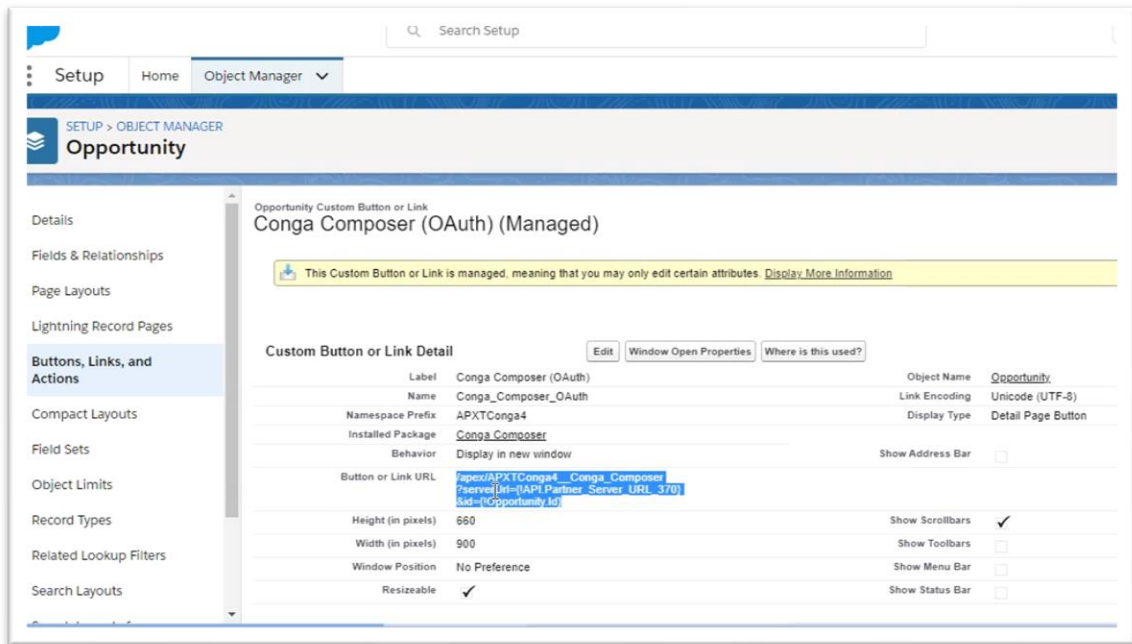 Search Setup
Setup
Home
Object Manager
SETUP > OBJECT MANAGER
Opportunity
Details
Fields & Relationships
Page Layouts
Lightning Record Pages
Buttons, Links, and
Actions
Compact Layouts
Field Sets
Object Limits
Record Types
Related Lookup Filters
Search Layouts
Opportunity Custom Button or Link
Conga Composer (OAuth) (Managed)
This Custom Button or Link is managed, meaning that you may only edit certain attributes. Display More Information
Custom Button or Link Detail
Edit
Window Open Properties
Where is this used?
Label Conga Composer (OAuth)
Object Name Opportunity
Name Conga_Composer_OAuth
Link Encoding Unicode (UTF-8)
Namespace Prefix APXTConga4
Display Type Detail Page Button
Installed Package Conga Composer
Behavior Display in new window
Show Address Bar
Button or Link URL /apex/APXTConga4__Conga_Composer
?serverUrl={!API.Partner_Server_URL_370}
&id={!Opportunity.Id}
Height (in pixels) 660
Show Scrollbars
Width (in pixels) 900
Show Toolbars
Window Position No Preference
Show Menu Bar
Resizeable
Show Status Bar